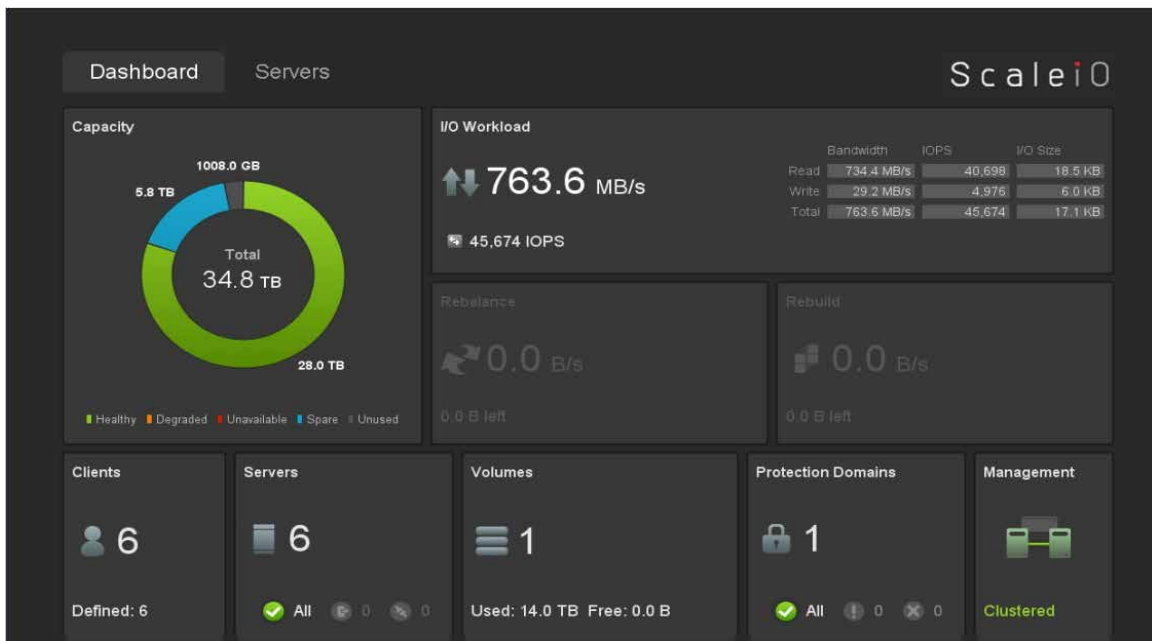 Dashboard Servers ScaleiO
Capacity
1008.0 GB
5.8 TB
Total
34.8 TB
28.0 TB
Healthy Degraded Unavailable Spare Unused
I/O Workload
763.6 MB/s
45,674 IOPS
Bandwidth IOPS I/O Size
Read 734.4 MB/s 40,698 18.5 KB
Write 29.2 MB/s 4,976 6.0 KB
Total 763.6 MB/s 45,674 17.1 KB
Rebalance
0.0 B/s
0.0 B left
Rebuild
0.0 B/s
0.0 B left
Clients
6
Defined: 6
Servers
6
All 0 0
Volumes
1
Used: 14.0 TB Free: 0.0 B
Protection Domains
1
All 0 0
Management
Clustered